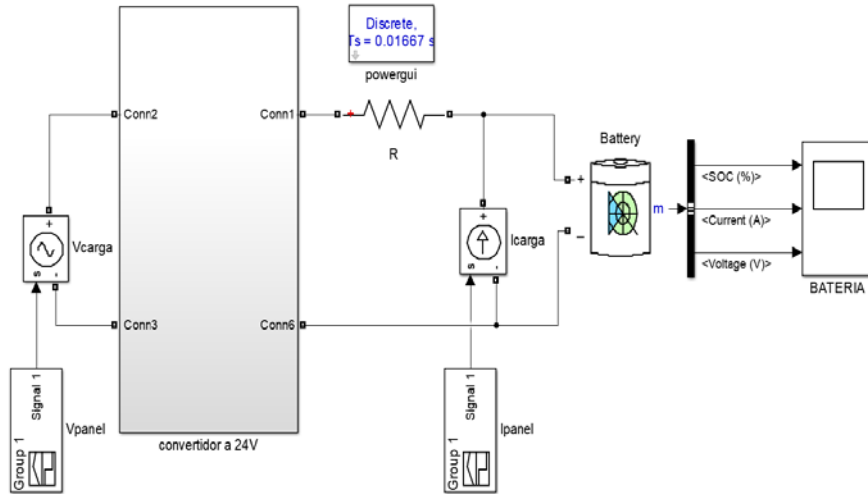 Discrete,
Ts = 0.01667 s
powergui
Conn2
Conn1
+
R
Battery
+
m
−
<SOC (%)>
<Current (A)>
<Voltage (V)>
BATERIA
+
Vcarga
s
-
+
Icarga
s
-
Conn3
Conn6
Signal 1
Group 1
Vpanel
Signal 1
Group 1
Ipanel
convertidor a 24V